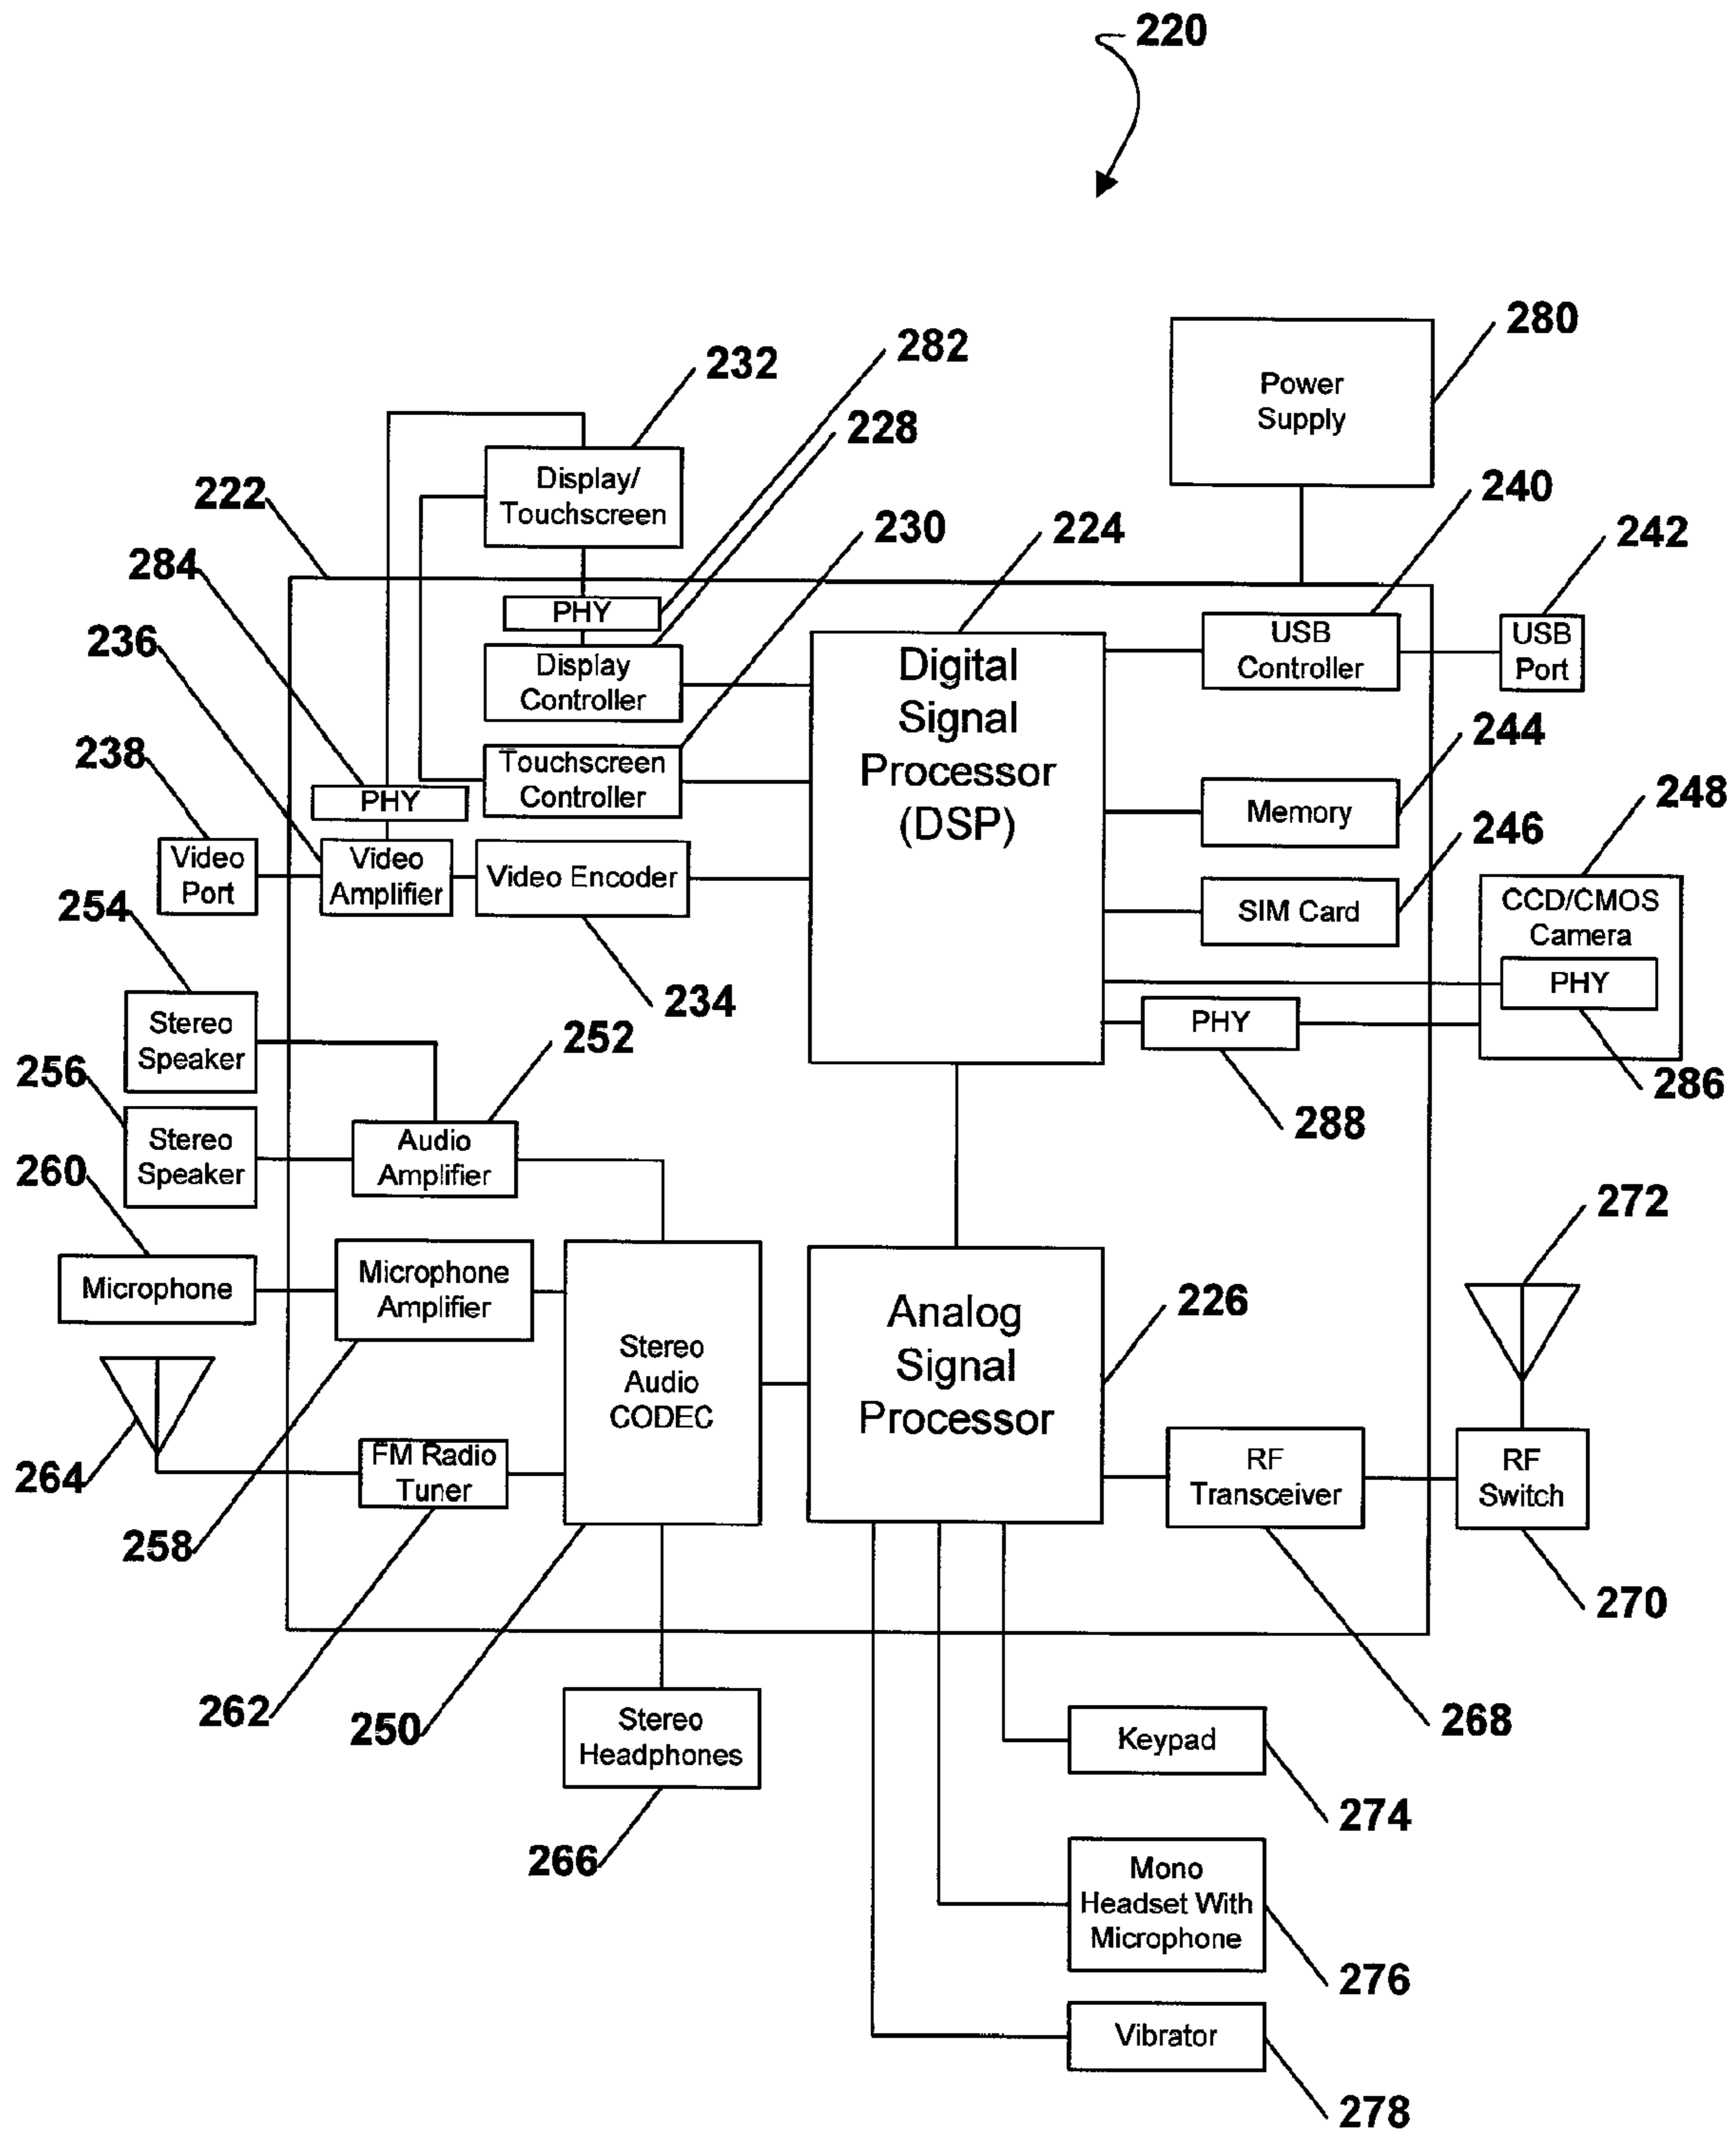 220
280
Power
Supply
282
232
228
Display/
Touchscreen
222
240
230
224
242
284
PHY
USB
Controller
USB
Port
236
Display
Controller
Digital
Signal
Processor
(DSP)
244
238
Touchscreen
Controller
248
PHY
Memory
246
Video
Port
Video
Amplifier
Video Encoder
SIM Card
CCD/CMOS
Camera
254
PHY
234
Stereo
Speaker
252
PHY
256
286
288
Stereo
Speaker
Audio
Amplifier
260
272
Microphone
Microphone
Amplifier
Analog
Signal
Processor
226
Stereo
Audio
CODEC
264
FM Radio
Tuner
RF
Transceiver
RF
Switch
258
270
262
250
Stereo
Headphones
268
Keypad
274
266
Mono
Headset With
Microphone
276
Vibrator
278